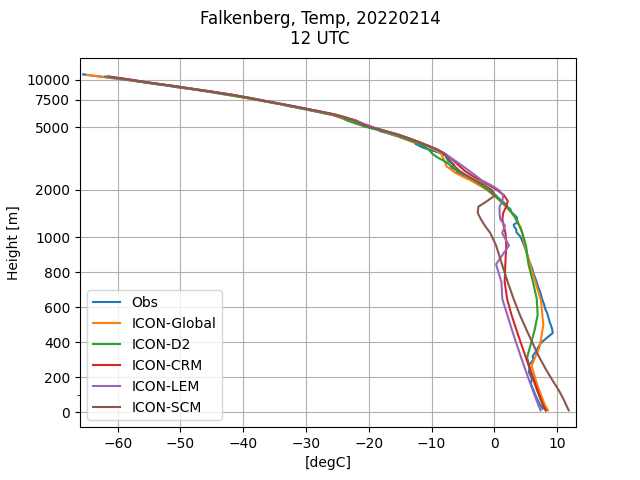 Falkenberg, Temp, 20220214
12 UTC
Height [m]
10000
7500
5000
2000
1000
800
600
400
200
0
Obs
ICON-Global
ICON-D2
ICON-CRM
ICON-LEM
ICON-SCM
−60 −50 −40 −30 −20 −10 0 10
[degC]